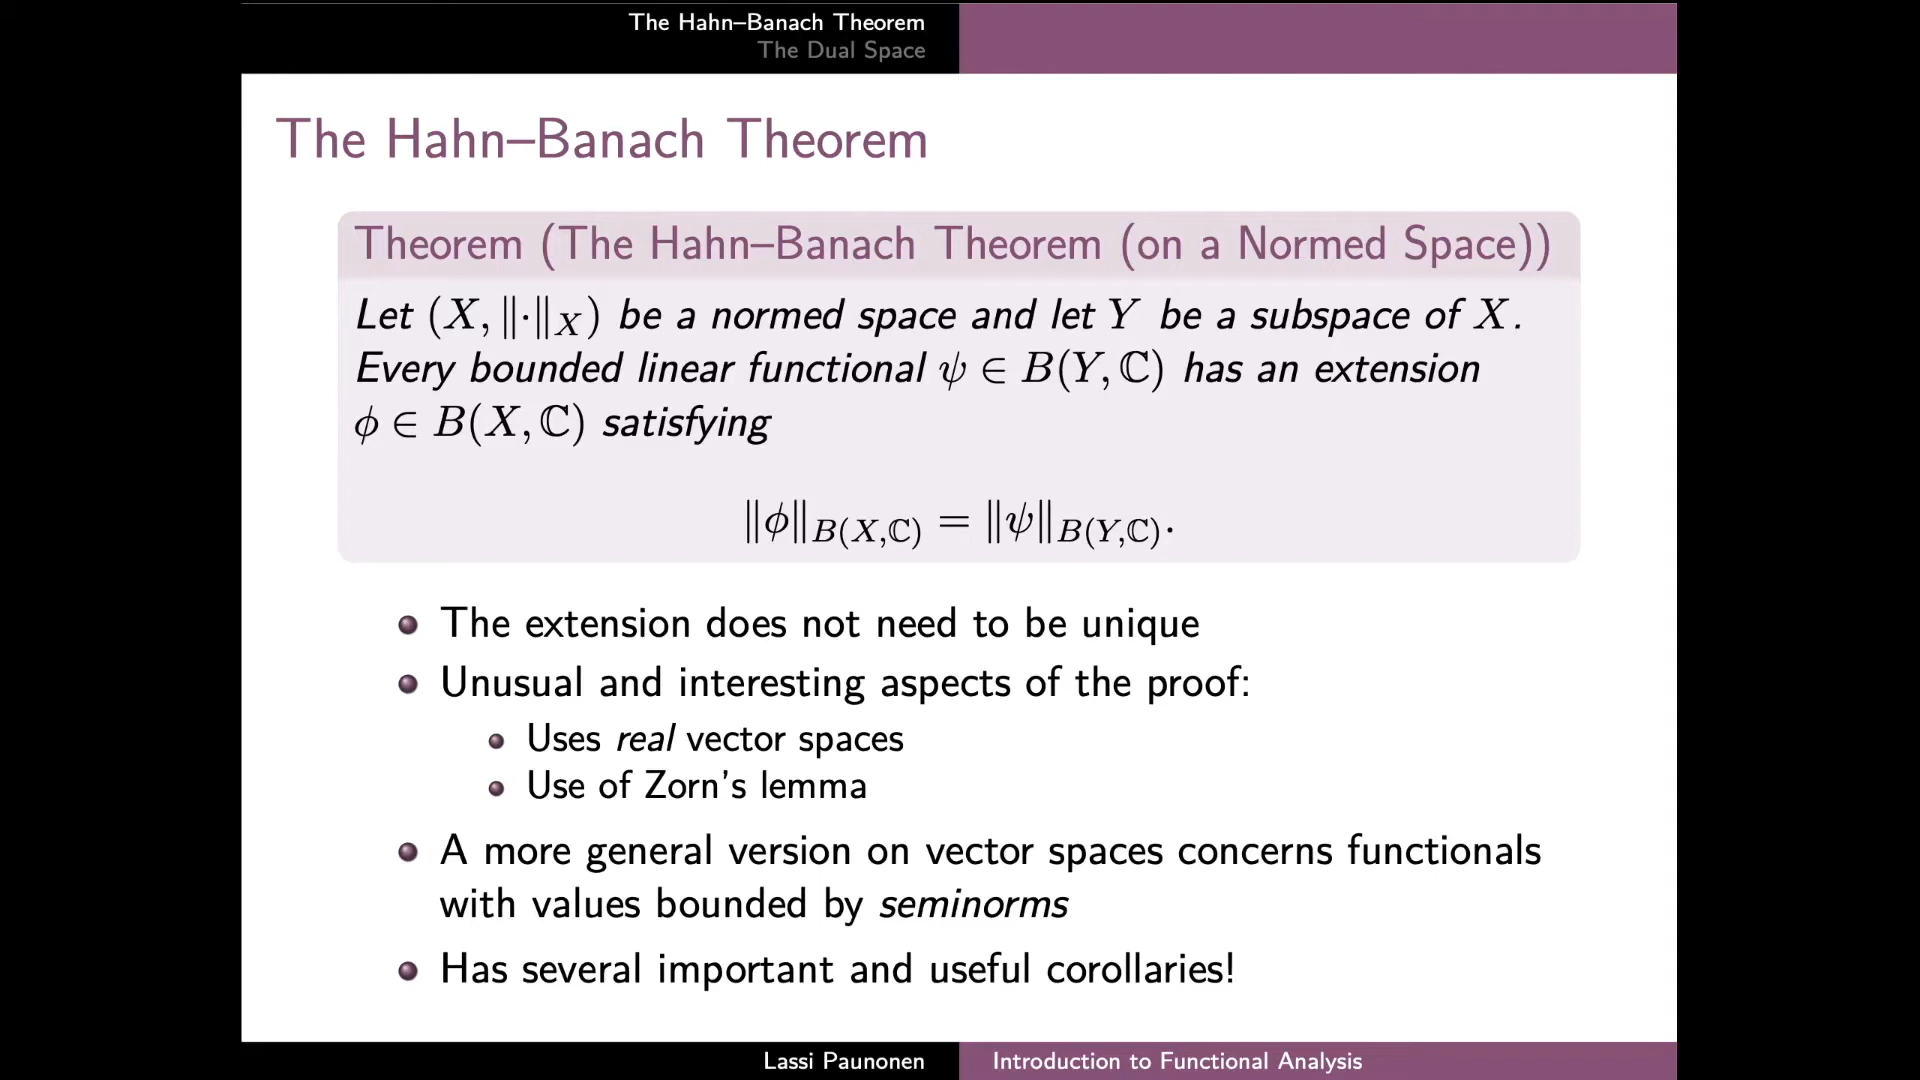 The Hahn–Banach Theorem
The Dual Space
The Hahn–Banach Theorem
Theorem (The Hahn–Banach Theorem (on a Normed Space))
Let (X, ‖·‖_X) be a normed space and let Y be a subspace of X.
Every bounded linear functional ψ ∈ B(Y, ℂ) has an extension
ϕ ∈ B(X, ℂ) satisfying
‖ϕ‖_{B(X,ℂ)} = ‖ψ‖_{B(Y,ℂ)}.
The extension does not need to be unique
Unusual and interesting aspects of the proof:
Uses real vector spaces
Use of Zorn's lemma
A more general version on vector spaces concerns functionals
with values bounded by seminorms
Has several important and useful corollaries!
Lassi Paunonen
Introduction to Functional Analysis